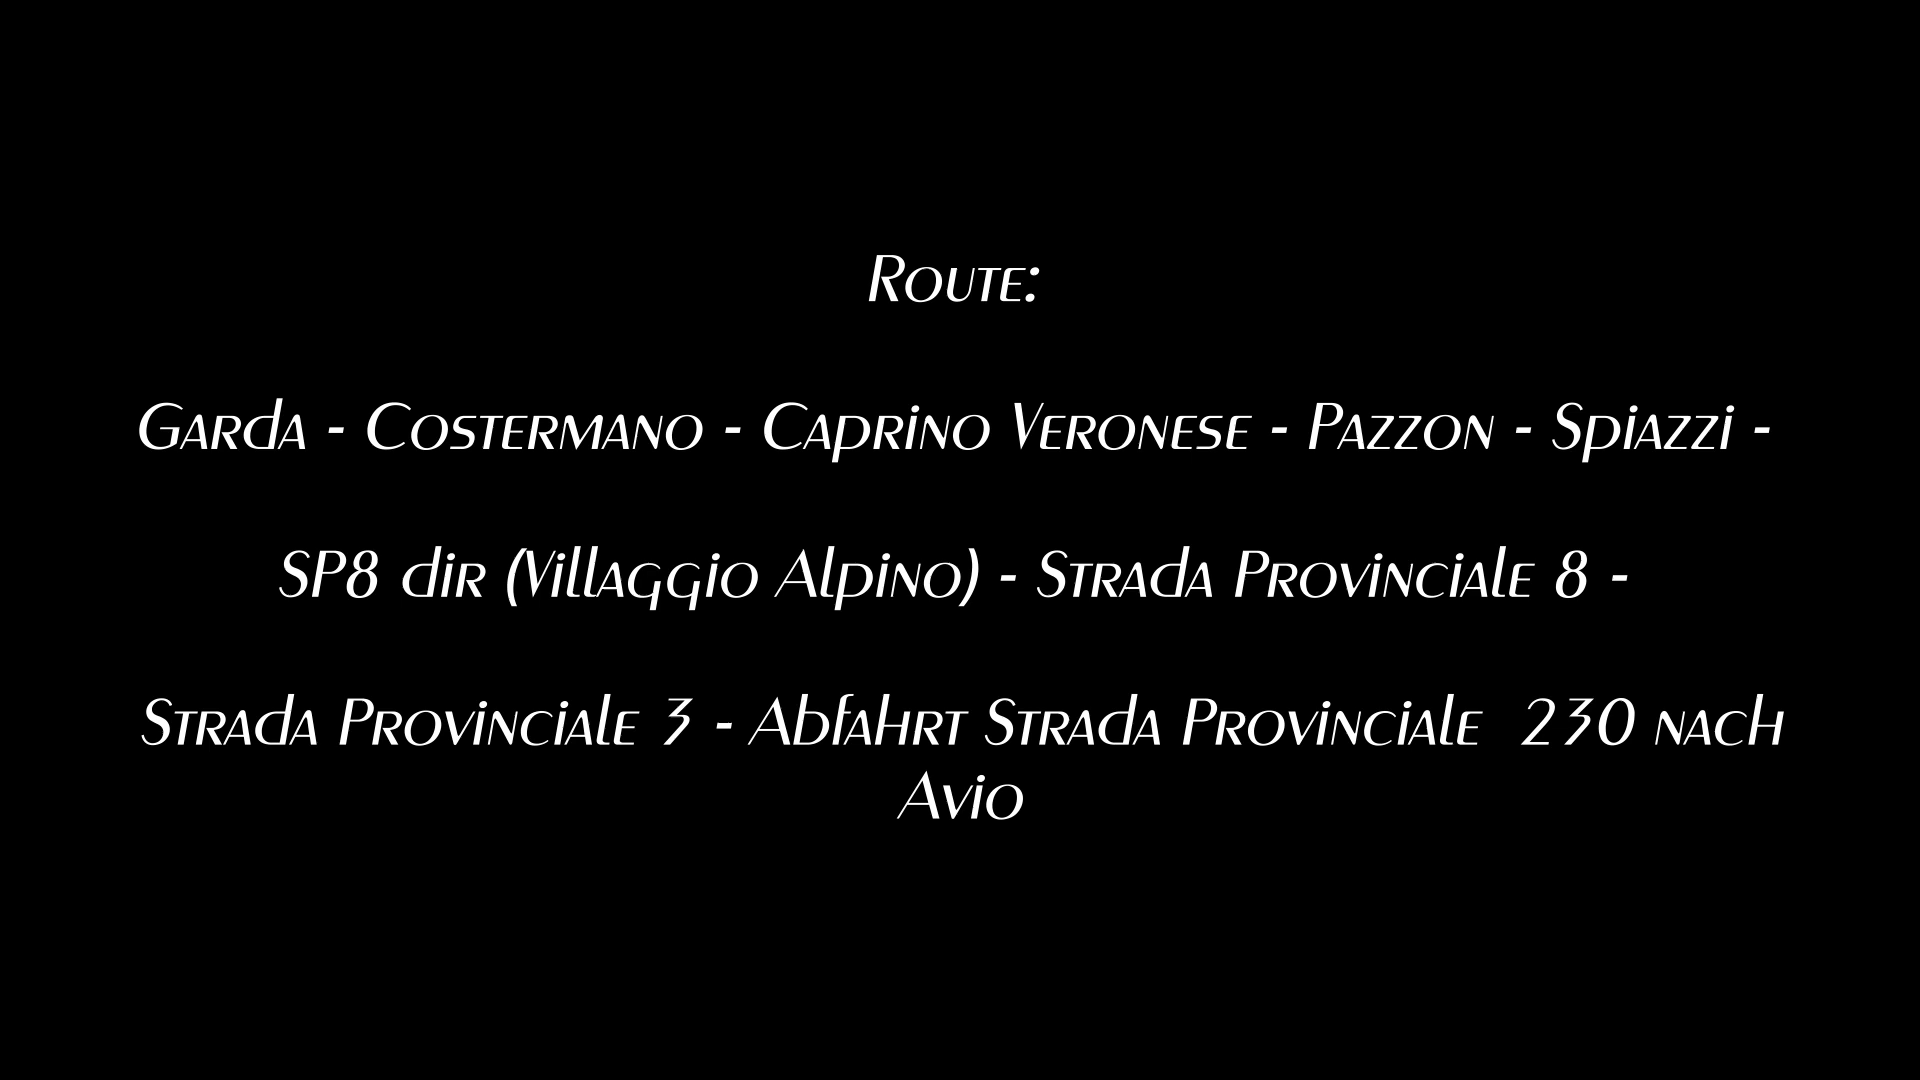 Route:
Garda - Costermano - Caprino Veronese - Pazzon - Spiazzi -
SP8 dir (Villaggio Alpino) - Strada Provinciale 8 -
Strada Provinciale 3 - Abfahrt Strada Provinciale  230 nach
Avio